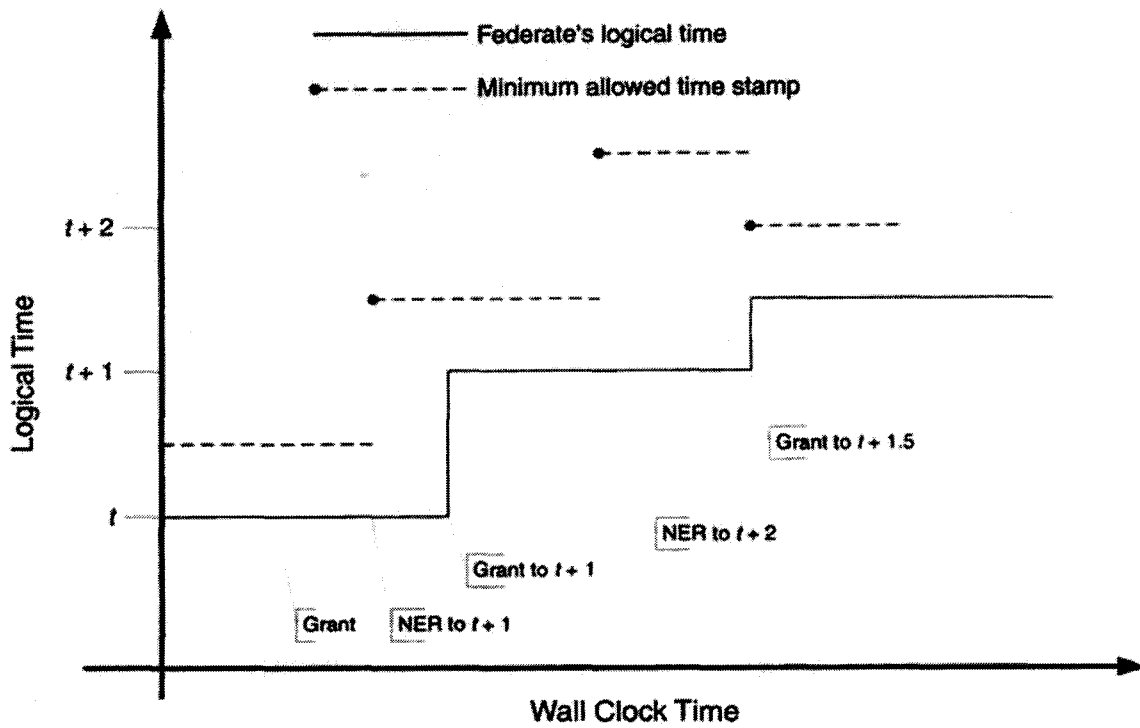 Federate's logical time
Minimum allowed time stamp
t + 2
Logical Time
t + 1
Grant to t + 1.5
t
NER to t + 2
Grant to t + 1
Grant
NER to t + 1
Wall Clock Time